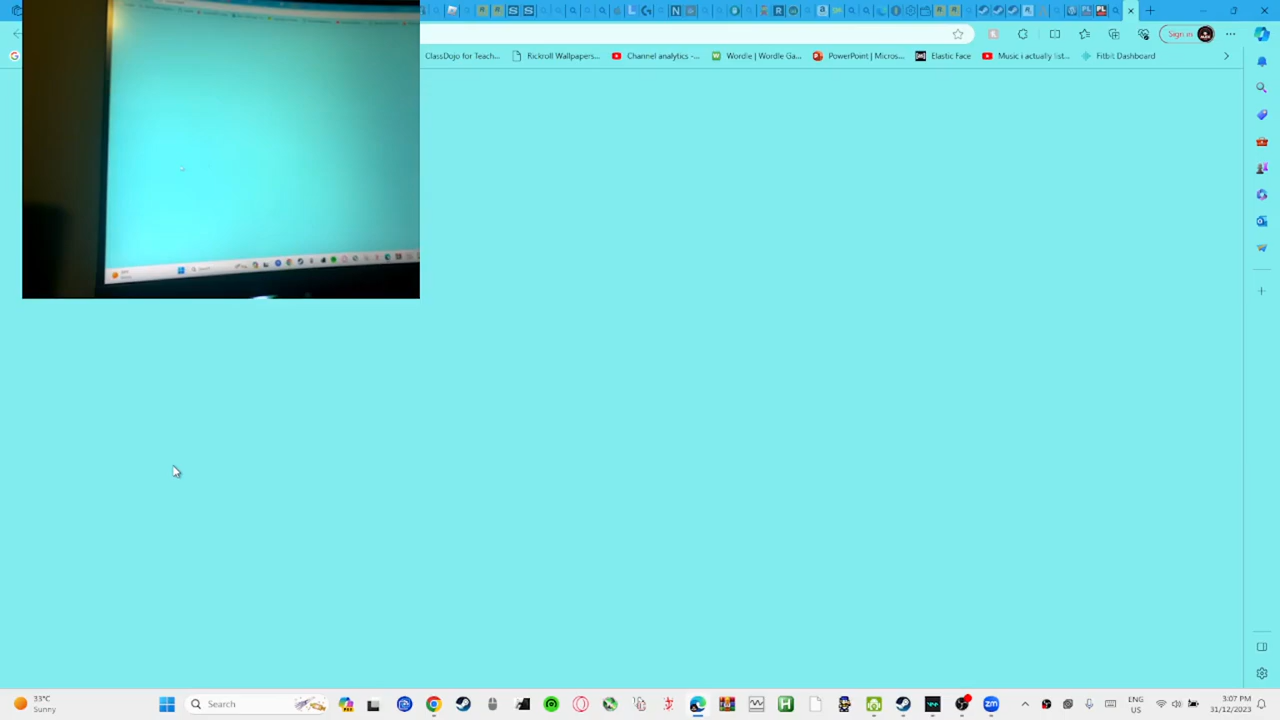 Sign in
ClassDojo for Teach...
Rickroll Wallpapers...
Channel analytics -...
Wordle | Wordle Ga...
PowerPoint | Micros...
Elastic Face
Music i actually list...
Fitbit Dashboard
33°C
Sunny
Search
ENG
US
3:07 PM
31/12/2023